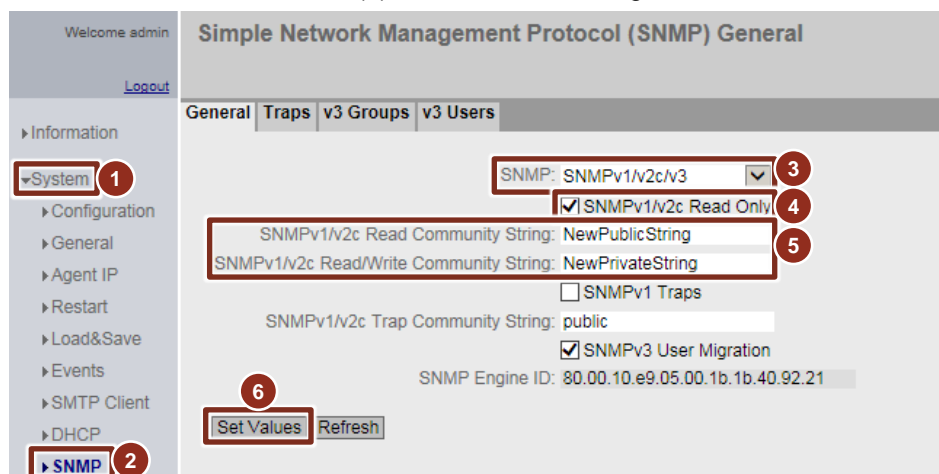 Welcome admin
Logout
Simple Network Management Protocol (SNMP) General
General Traps v3 Groups v3 Users
Information
System 1
Configuration
General
Agent IP
Restart
Load&Save
Events
SMTP Client
DHCP
SNMP 2
SNMP: SNMPv1/v2c/v3 3
SNMPv1/v2c Read Only 4
SNMPv1/v2c Read Community String: NewPublicString
5
SNMPv1/v2c Read/Write Community String: NewPrivateString
SNMPv1 Traps
SNMPv1/v2c Trap Community String: public
SNMPv3 User Migration
SNMP Engine ID: 80.00.10.e9.05.00.1b.1b.40.92.21
6
Set Values Refresh